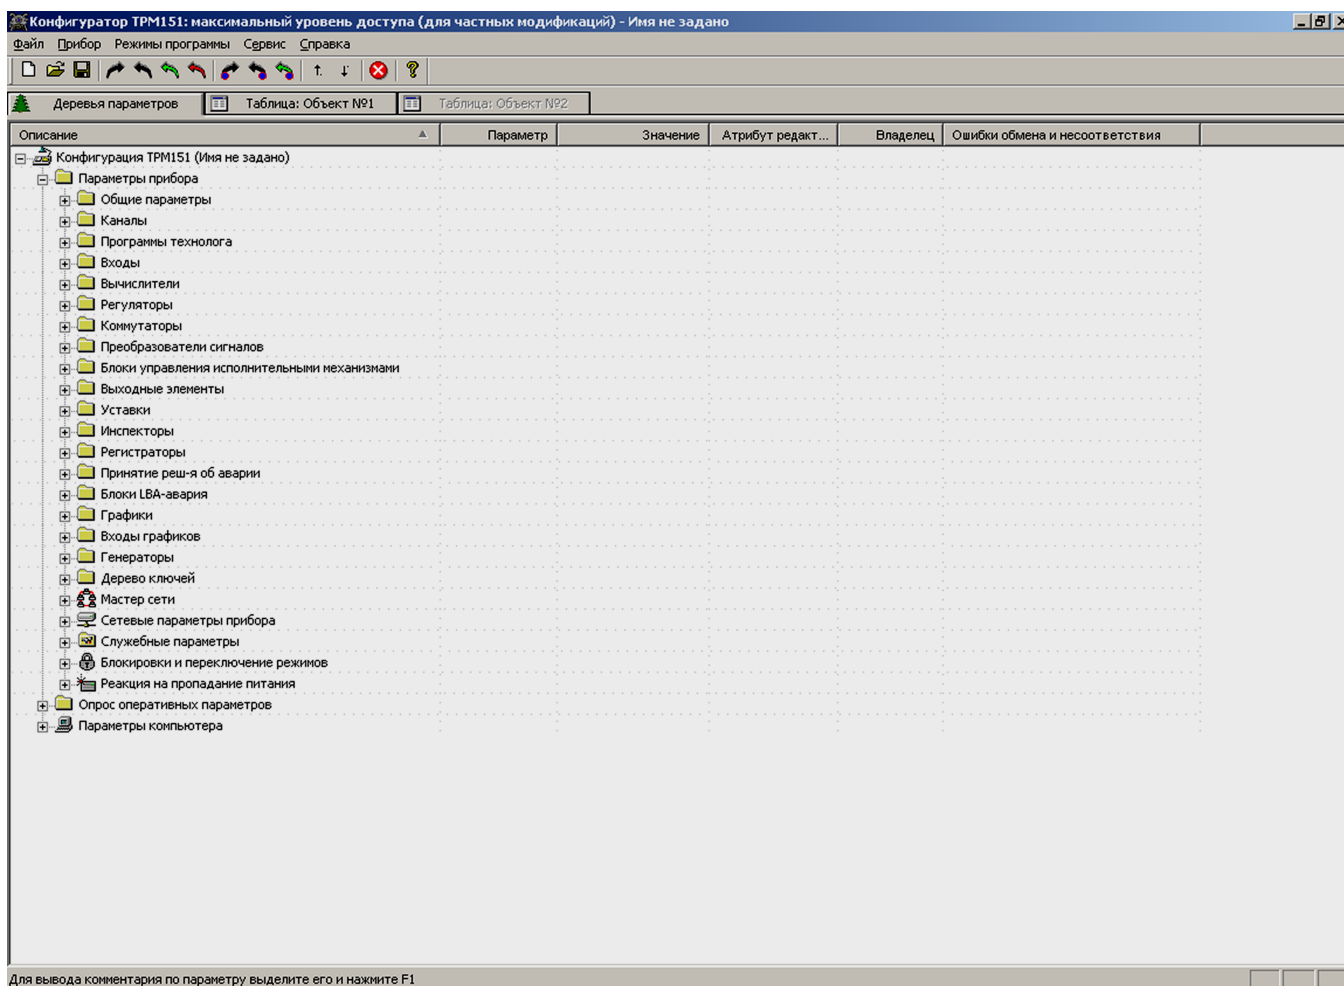 Конфигуратор ТРМ151: максимальный уровень доступа (для частных модификаций) - Имя не задано
Файл Прибор Режимы программы Сервис Справка
Деревья параметров Таблица: Объект №1 Таблица: Объект №2
Описание Параметр Значение Атрибут редакт... Владелец Ошибки обмена и несоответствия
Конфигурация ТРМ151 (Имя не задано)
Параметры прибора
Общие параметры
Каналы
Программы технолога
Входы
Вычислители
Регуляторы
Коммутаторы
Преобразователи сигналов
Блоки управления исполнительными механизмами
Выходные элементы
Уставки
Инспекторы
Регистраторы
Принятие реш-я об аварии
Блоки LBA-авария
Графики
Входы графиков
Генераторы
Дерево ключей
Мастер сети
Сетевые параметры прибора
Служебные параметры
Блокировки и переключение режимов
Реакция на пропадание питания
Опрос оперативных параметров
Параметры компьютера
Для вывода комментария по параметру выделите его и нажмите F1